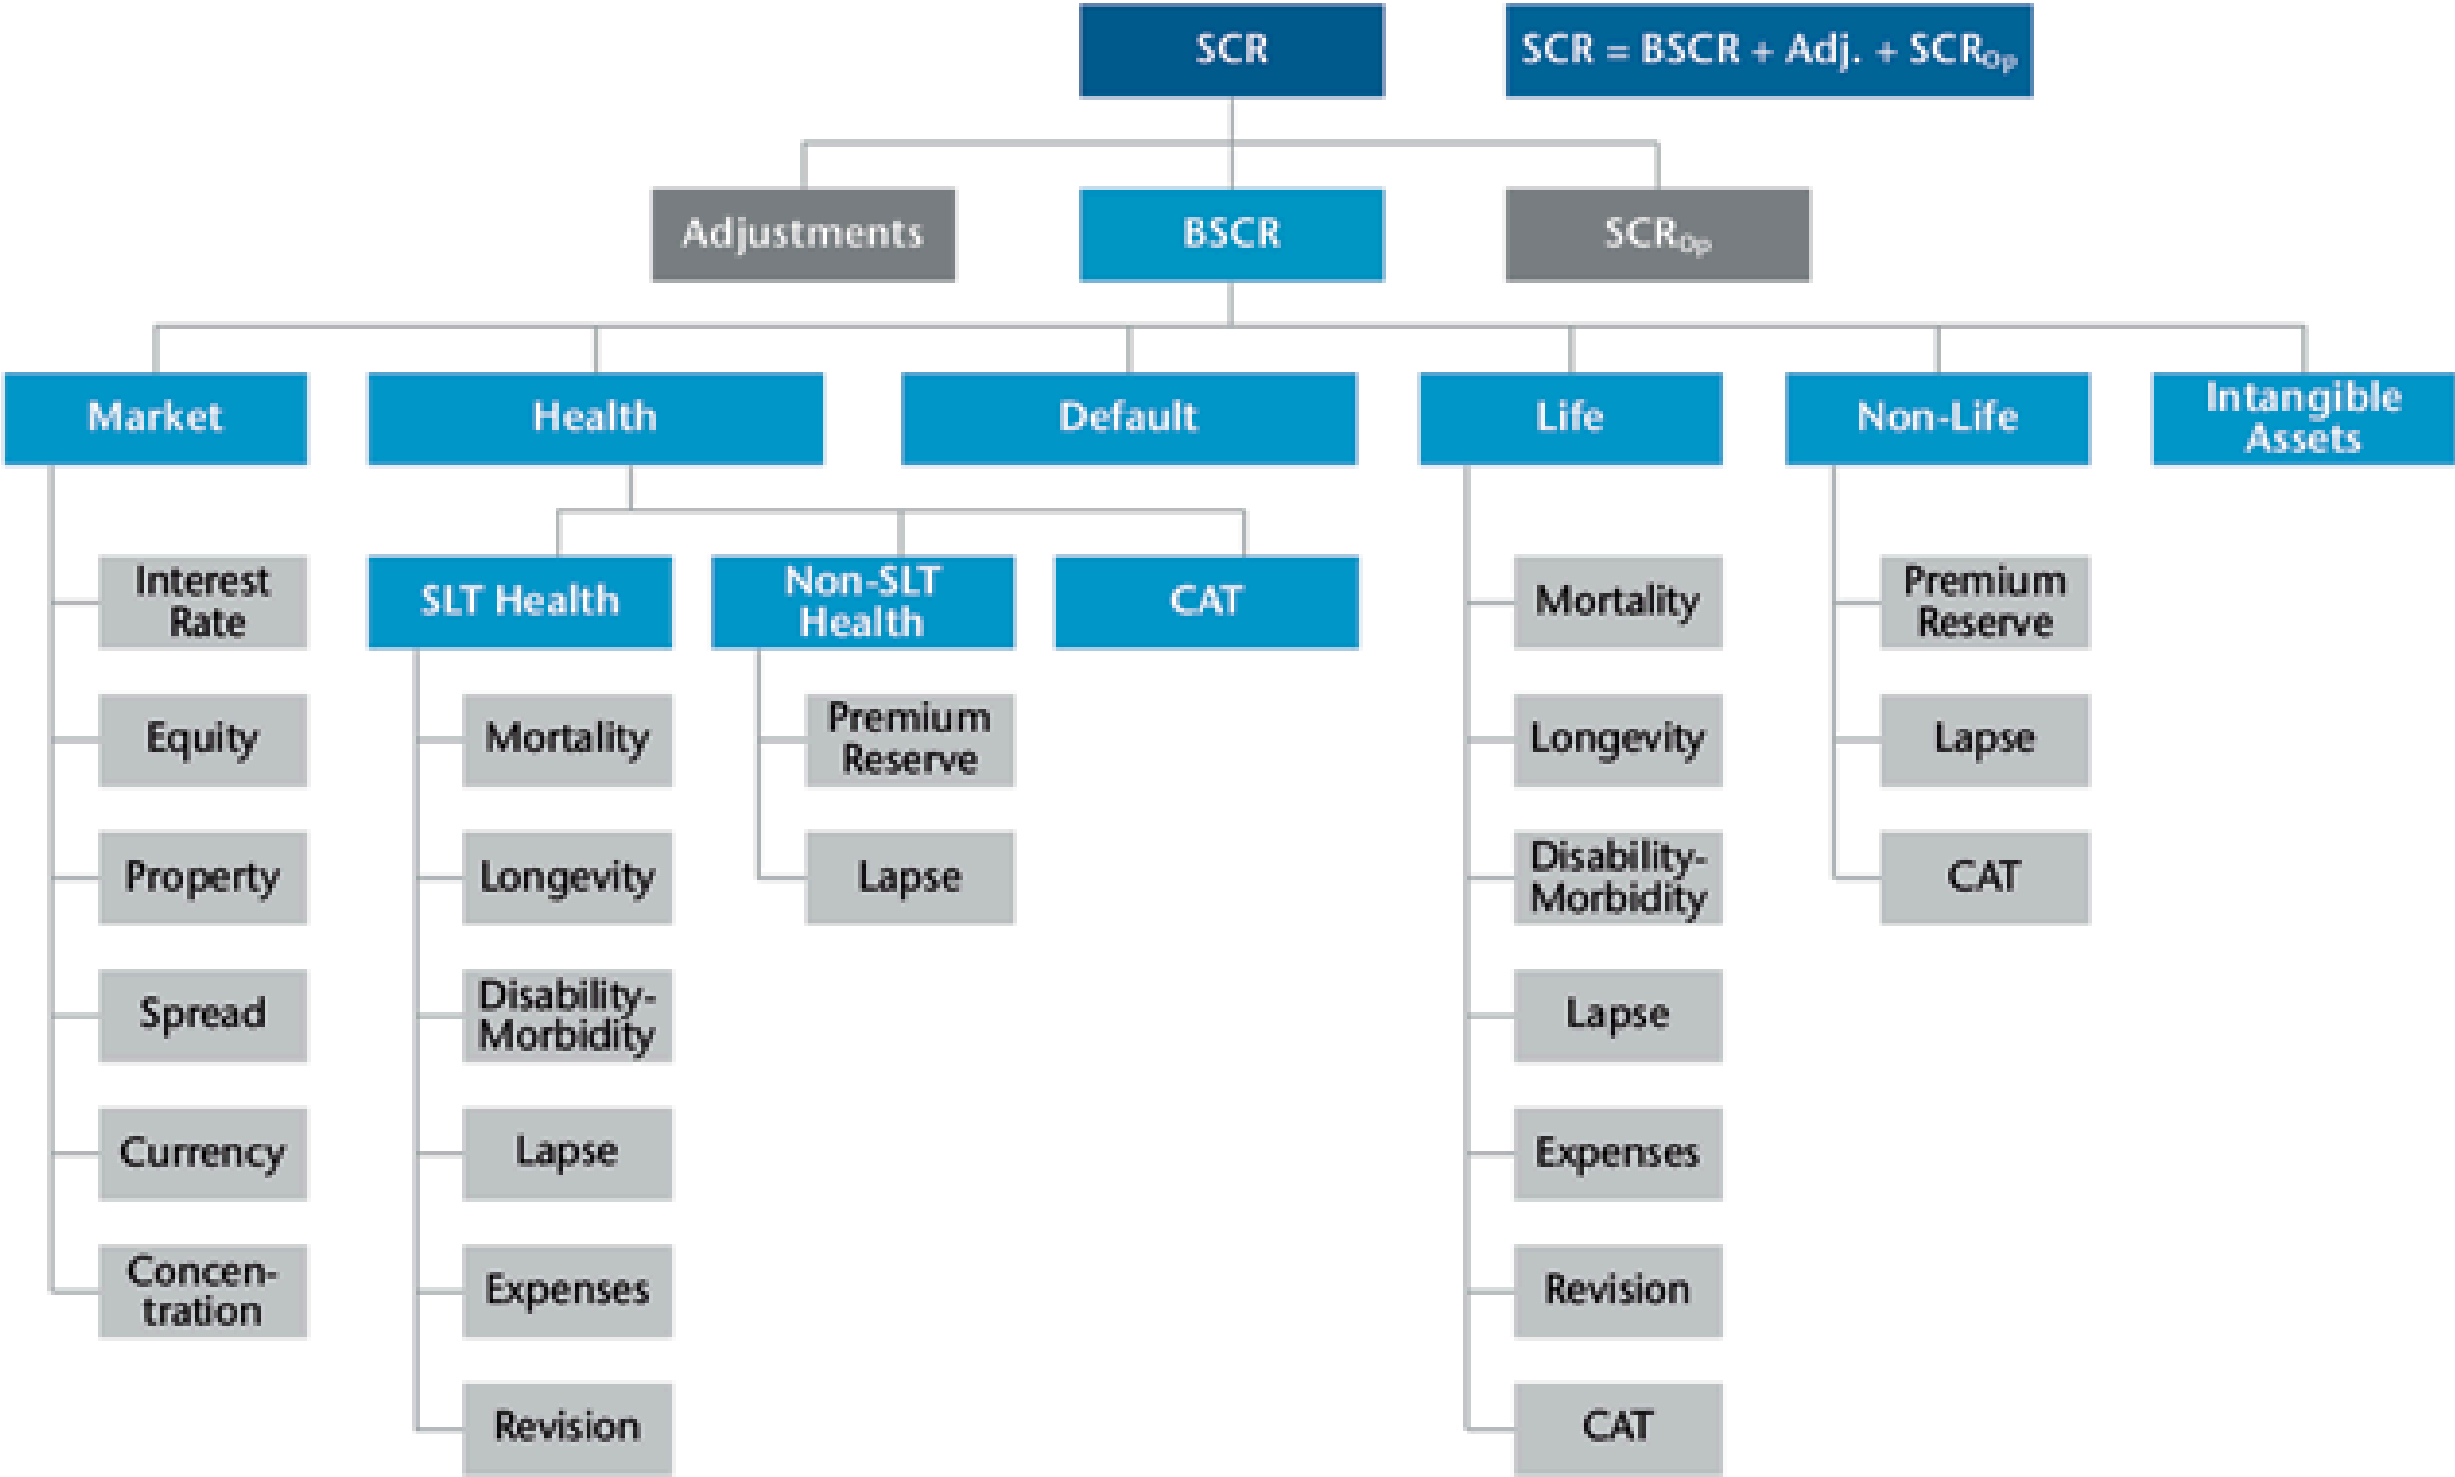 SCR
SCR = BSCR + Adj. + SCROp
Adjustments
BSCR
SCROp
Market
Health
Default
Life
Non-Life
Intangible
Assets
Interest
Rate
Equity
Property
Spread
Currency
Concen-
tration
SLT Health
Mortality
Longevity
Disability-
Morbidity
Lapse
Expenses
Revision
Non-SLT
Health
Premium
Reserve
Lapse
CAT
Mortality
Longevity
Disability-
Morbidity
Lapse
Expenses
Revision
CAT
Premium
Reserve
Lapse
CAT